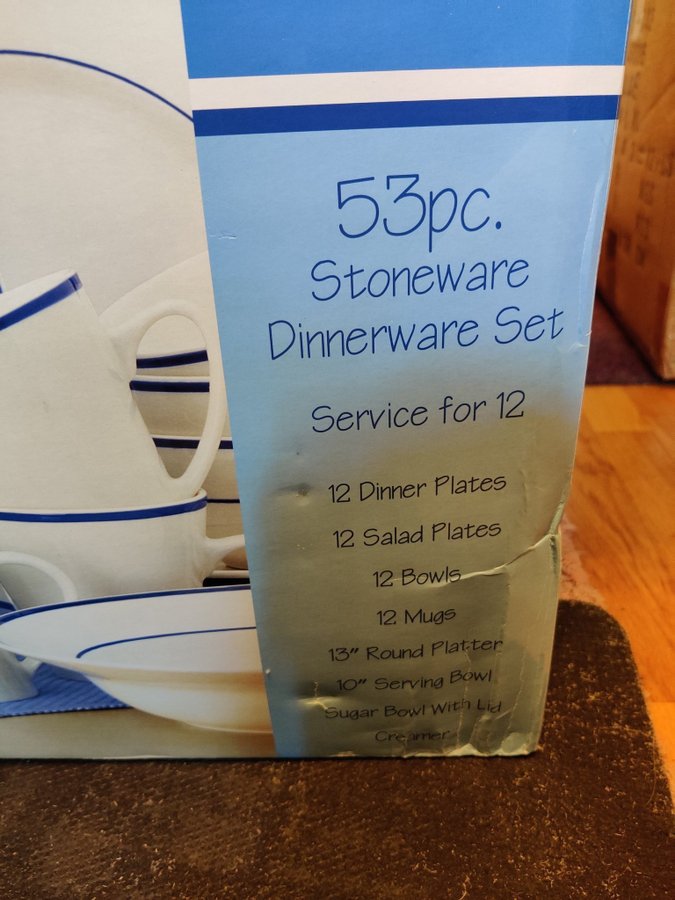 53pc.
Stoneware
Dinnerware Set
Service for 12
12 Dinner Plates
12 Salad Plates
12 Bowls
12 Mugs
13" Round Platter
10" Serving Bowl
Sugar Bowl With Lid
Creamer